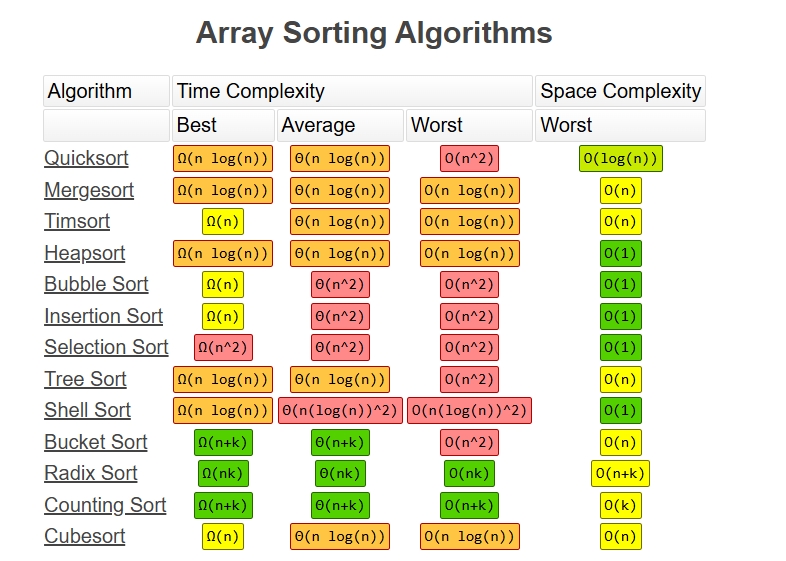 Array Sorting Algorithms
Algorithm Time Complexity Space Complexity
Best Average Worst Worst
Quicksort Ω(n log(n)) Θ(n log(n)) O(n^2) O(log(n))
Mergesort Ω(n log(n)) Θ(n log(n)) O(n log(n)) O(n)
Timsort Ω(n) Θ(n log(n)) O(n log(n)) O(n)
Heapsort Ω(n log(n)) Θ(n log(n)) O(n log(n)) O(1)
Bubble Sort Ω(n) Θ(n^2) O(n^2) O(1)
Insertion Sort Ω(n) Θ(n^2) O(n^2) O(1)
Selection Sort Ω(n^2) Θ(n^2) O(n^2) O(1)
Tree Sort Ω(n log(n)) Θ(n log(n)) O(n^2) O(n)
Shell Sort Ω(n log(n)) Θ(n(log(n))^2) O(n(log(n))^2) O(1)
Bucket Sort Ω(n+k) Θ(n+k) O(n^2) O(n)
Radix Sort Ω(nk) Θ(nk) O(nk) O(n+k)
Counting Sort Ω(n+k) Θ(n+k) O(n+k) O(k)
Cubesort Ω(n) Θ(n log(n)) O(n log(n)) O(n)